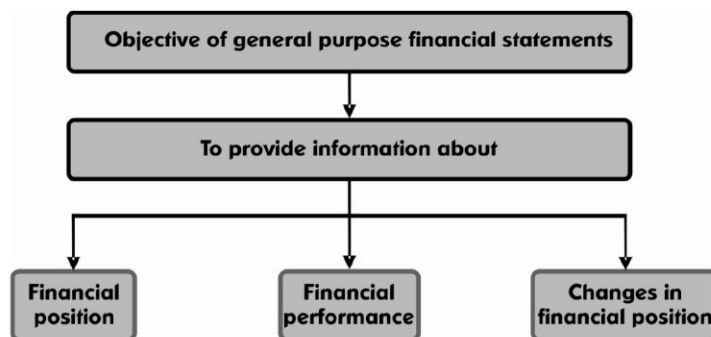 Objective of general purpose financial statements
To provide information about
Financial
position
Financial
performance
Changes in
financial position